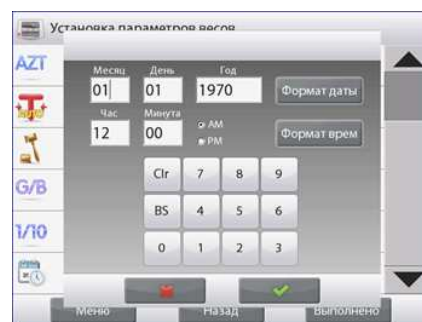 Установка параметров весов
AZT
Месяц День Год
01 01 1970 Формат даты
Час Минута
AUTO
12 00 AM
PM Формат врем
Clr 7 8 9
G/B
BS 4 5 6
1/10
0 1 2 3
Меню Назад Выполнено